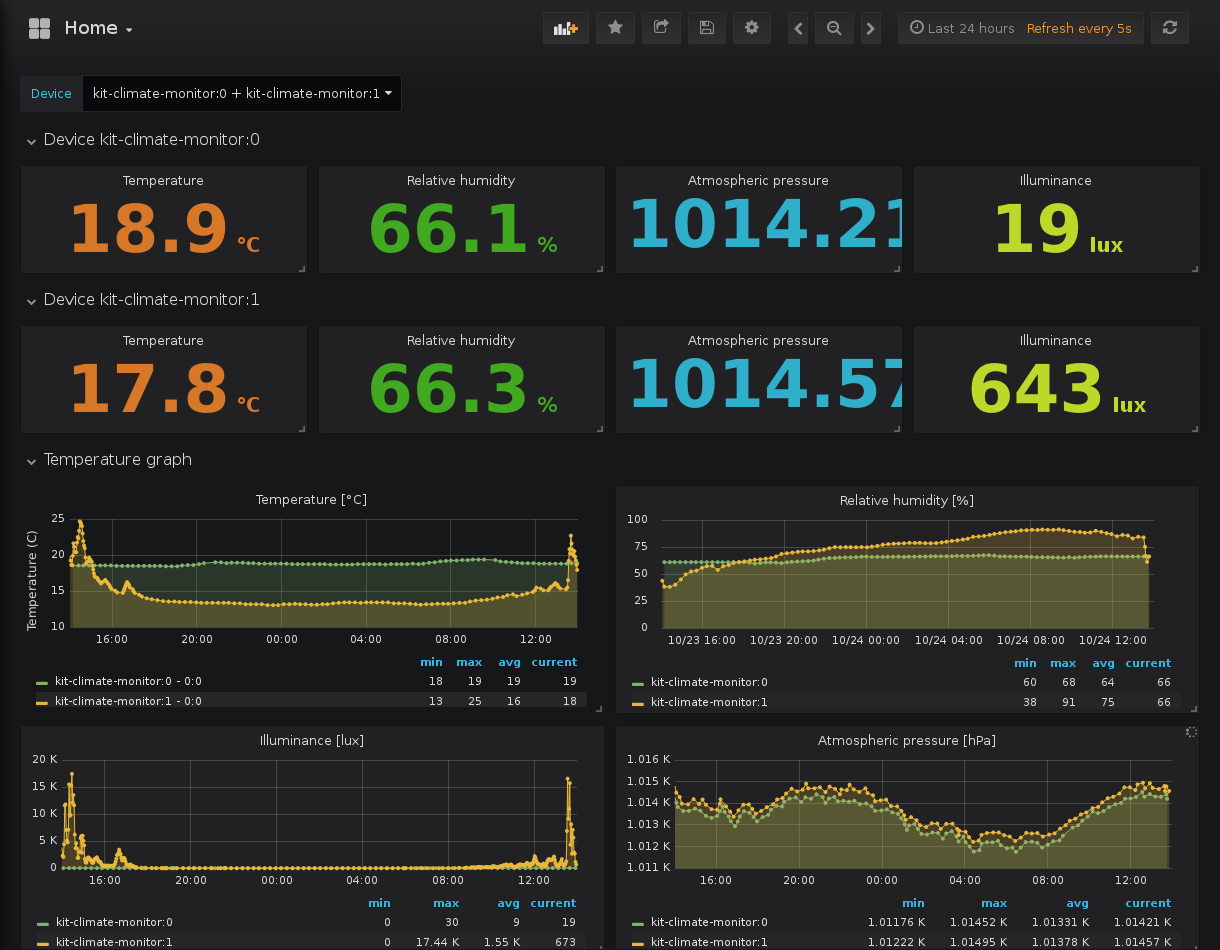 Home
Last 24 hours Refresh every 5s
Device kit-climate-monitor:0 + kit-climate-monitor:1
Device kit-climate-monitor:0
Temperature Relative humidity Atmospheric pressure Illuminance
18.9 °C 66.1 % 1014.21 19 lux
Device kit-climate-monitor:1
Temperature Relative humidity Atmospheric pressure Illuminance
17.8 °C 66.3 % 1014.57 643 lux
Temperature graph
Temperature [°C]
Temperature (C)
25
20
15
10
16:00 20:00 00:00 04:00 08:00 12:00
min max avg current
kit-climate-monitor:0 - 0:0 18 19 19 19
kit-climate-monitor:1 - 0:0 13 25 16 18
Relative humidity [%]
100
75
50
25
0
10/23 16:00 10/23 20:00 10/24 00:00 10/24 04:00 10/24 08:00 10/24 12:00
min max avg current
kit-climate-monitor:0 60 68 64 66
kit-climate-monitor:1 38 91 75 66
Illuminance [lux]
20 K
15 K
10 K
5 K
0
16:00 20:00 00:00 04:00 08:00 12:00
min max avg current
kit-climate-monitor:0 0 30 9 19
kit-climate-monitor:1 0 17.44 K 1.55 K 673
Atmospheric pressure [hPa]
1.016 K
1.015 K
1.014 K
1.013 K
1.012 K
1.011 K
16:00 20:00 00:00 04:00 08:00 12:00
min max avg current
kit-climate-monitor:0 1.01176 K 1.01452 K 1.01331 K 1.01421 K
kit-climate-monitor:1 1.01222 K 1.01495 K 1.01378 K 1.01457 K